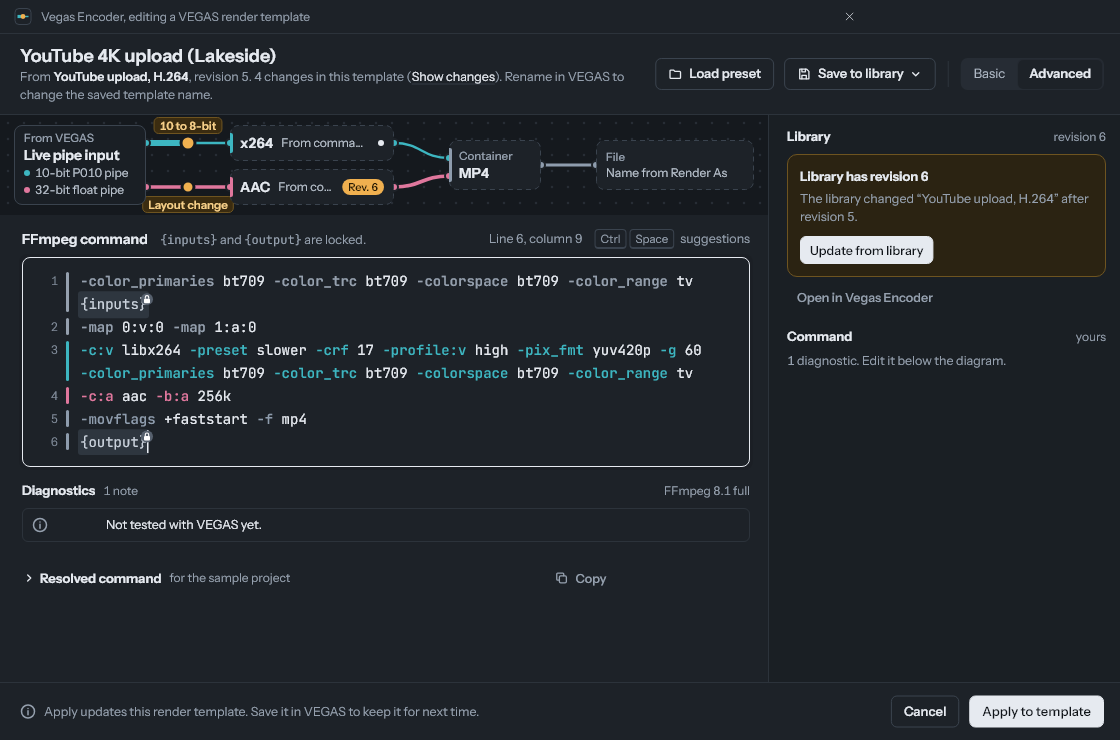 Vegas Encoder, editing a VEGAS render template
YouTube 4K upload (Lakeside)
From YouTube upload, H.264, revision 5. 4 changes in this template (Show changes). Rename in VEGAS to
change the saved template name.
Load preset
Save to library
Basic
Advanced
From VEGAS
Live pipe input
10-bit P010 pipe
32-bit float pipe
10 to 8-bit
Layout change
x264 From comma...
AAC From co... Rev. 6
Container
MP4
File
Name from Render As
FFmpeg command {inputs} and {output} are locked.
Line 6, column 9 Ctrl Space suggestions
1 -color_primaries bt709 -color_trc bt709 -colorspace bt709 -color_range tv
{inputs}
2 -map 0:v:0 -map 1:a:0
3 -c:v libx264 -preset slower -crf 17 -profile:v high -pix_fmt yuv420p -g 60
-color_primaries bt709 -color_trc bt709 -colorspace bt709 -color_range tv
4 -c:a aac -b:a 256k
5 -movflags +faststart -f mp4
6 {output}
Diagnostics 1 note
FFmpeg 8.1 full
Not tested with VEGAS yet.
Resolved command for the sample project
Copy
Library
revision 6
Library has revision 6
The library changed “YouTube upload, H.264” after
revision 5.
Update from library
Open in Vegas Encoder
Command
yours
1 diagnostic. Edit it below the diagram.
Apply updates this render template. Save it in VEGAS to keep it for next time.
Cancel
Apply to template